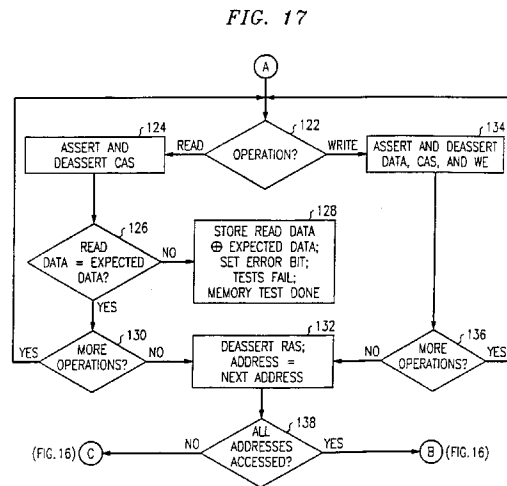 FIG. 17
A
122
OPERATION?
READ
WRITE
124
ASSERT AND
DEASSERT CAS
134
ASSERT AND DEASSERT
DATA, CAS, AND WE
126
READ
DATA = EXPECTED
DATA?
NO
YES
128
STORE READ DATA
⊕ EXPECTED DATA;
SET ERROR BIT;
TESTS FAIL;
MEMORY TEST DONE
130
MORE
OPERATIONS?
YES
NO
132
DEASSERT RAS;
ADDRESS =
NEXT ADDRESS
136
MORE
OPERATIONS?
NO
YES
138
ALL
ADDRESSES
ACCESSED?
NO
YES
(FIG.16) C
B (FIG.16)